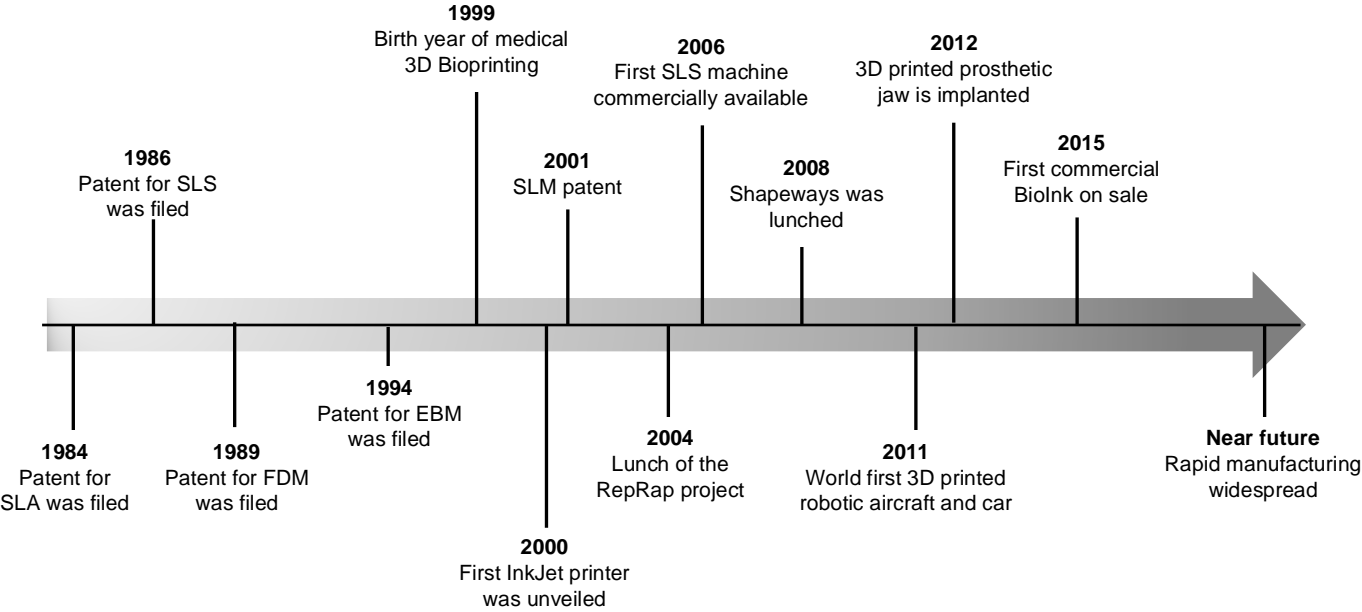 1999
Birth year of medical
3D Bioprinting
2006
First SLS machine
commercially available
2012
3D printed prosthetic
jaw is implanted
1986
Patent for SLS
was filed
2001
SLM patent
2008
Shapeways was
lunched
2015
First commercial
BioInk on sale
1984
Patent for
SLA was filed
1989
Patent for FDM
was filed
1994
Patent for EBM
was filed
2000
First InkJet printer
was unveiled
2004
Lunch of the
RepRap project
2011
World first 3D printed
robotic aircraft and car
Near future
Rapid manufacturing
widespread